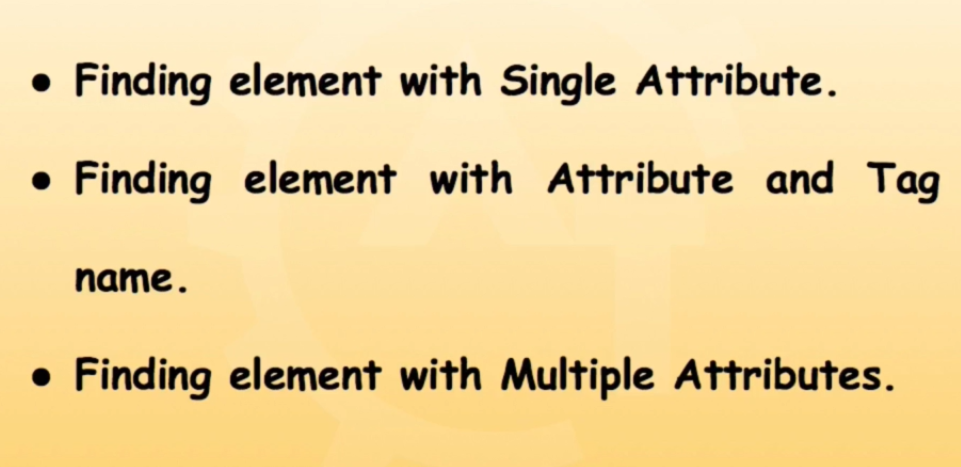 • Finding element with Single Attribute.
• Finding element with Attribute and Tag
name.
• Finding element with Multiple Attributes.